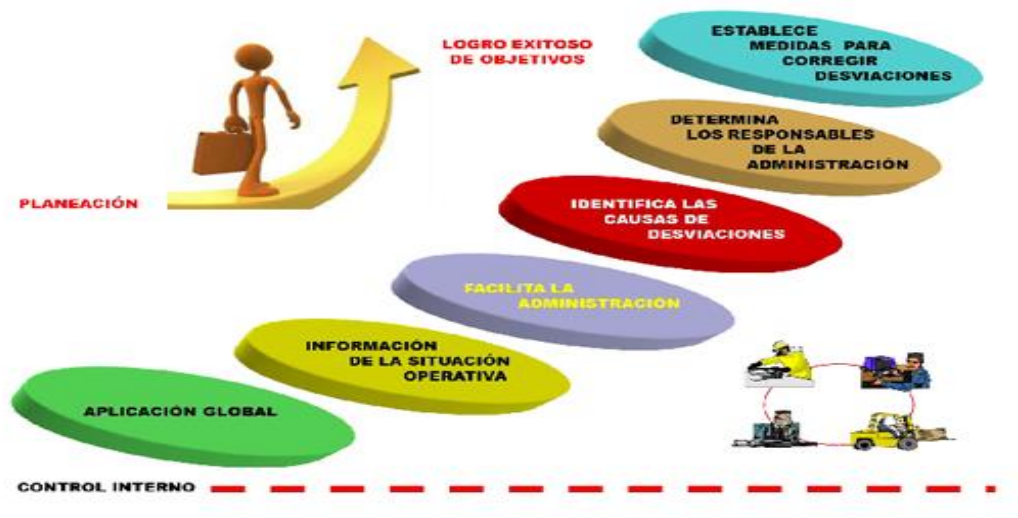 ESTABLECE
MEDIDAS PARA
CORREGIR
DESVIACIONES
LOGRO EXITOSO
DE OBJETIVOS
DETERMINA
LOS RESPONSABLES
DE LA
ADMINISTRACIÓN
PLANEACIÓN
IDENTIFICA LAS
CAUSAS DE
DESVIACIONES
FACILITA LA
ADMINISTRACIÓN
INFORMACIÓN
DE LA SITUACIÓN
OPERATIVA
APLICACIÓN GLOBAL
CONTROL INTERNO